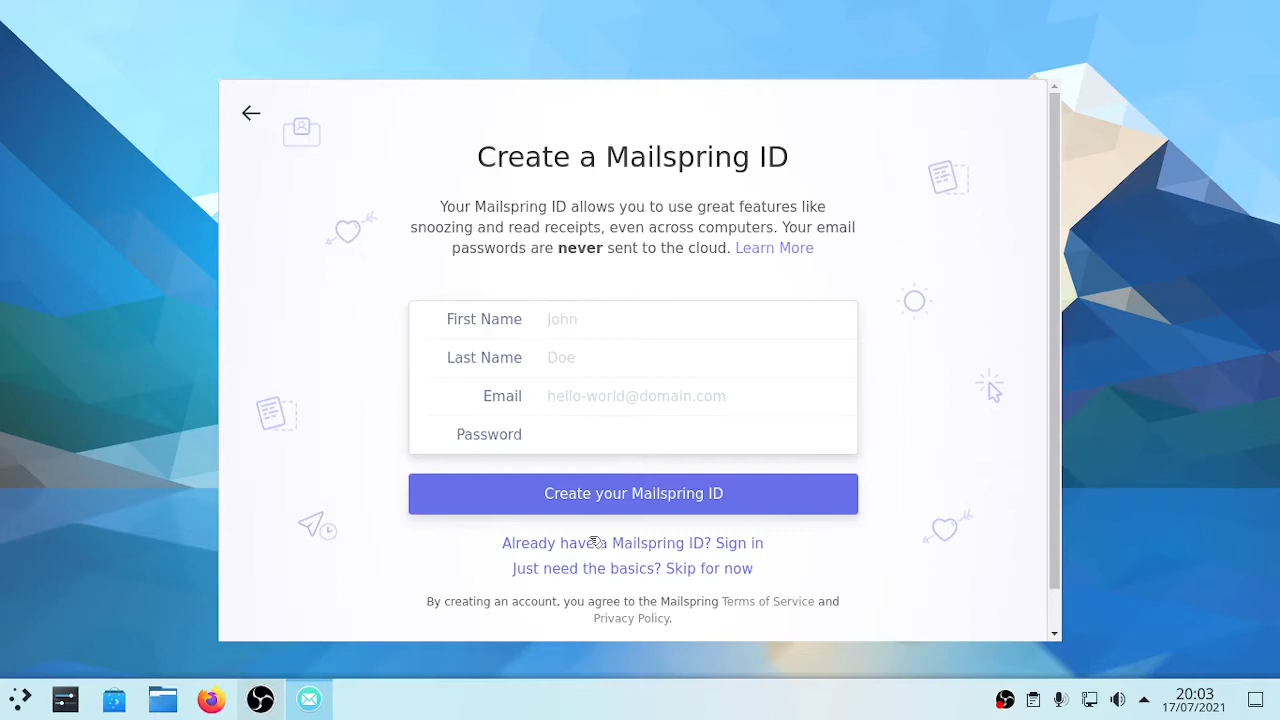 Create a Mailspring ID
Your Mailspring ID allows you to use great features like
snoozing and read receipts, even across computers. Your email
passwords are never sent to the cloud. Learn More
First Name John
Last Name Doe
Email hello-world@domain.com
Password
Create your Mailspring ID
Already have a Mailspring ID? Sign in
Just need the basics? Skip for now
By creating an account, you agree to the Mailspring Terms of Service and
Privacy Policy.
20:03
17/07/2021